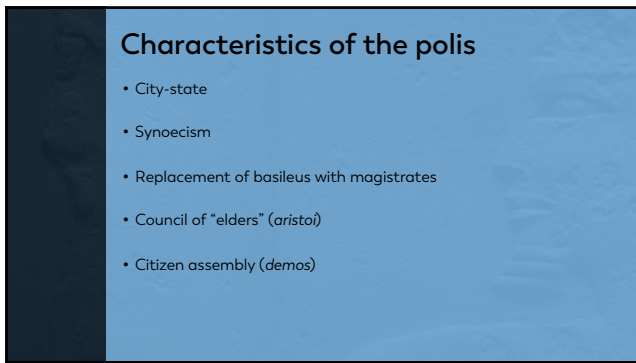 Characteristics of the polis
• City-state
• Synoecism
• Replacement of basileus with magistrates
• Council of “elders” (aristoi)
• Citizen assembly (demos)